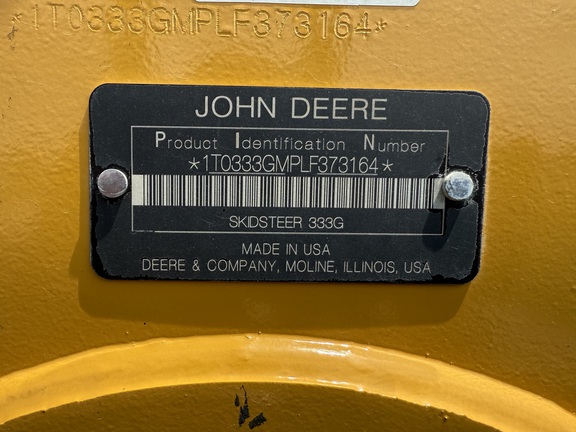 *1T0333GMPLF373164*
JOHN DEERE
Product Identification Number
*1T0333GMPLF373164*
SKIDSTEER 333G
MADE IN USA
DEERE & COMPANY, MOLINE, ILLINOIS, USA